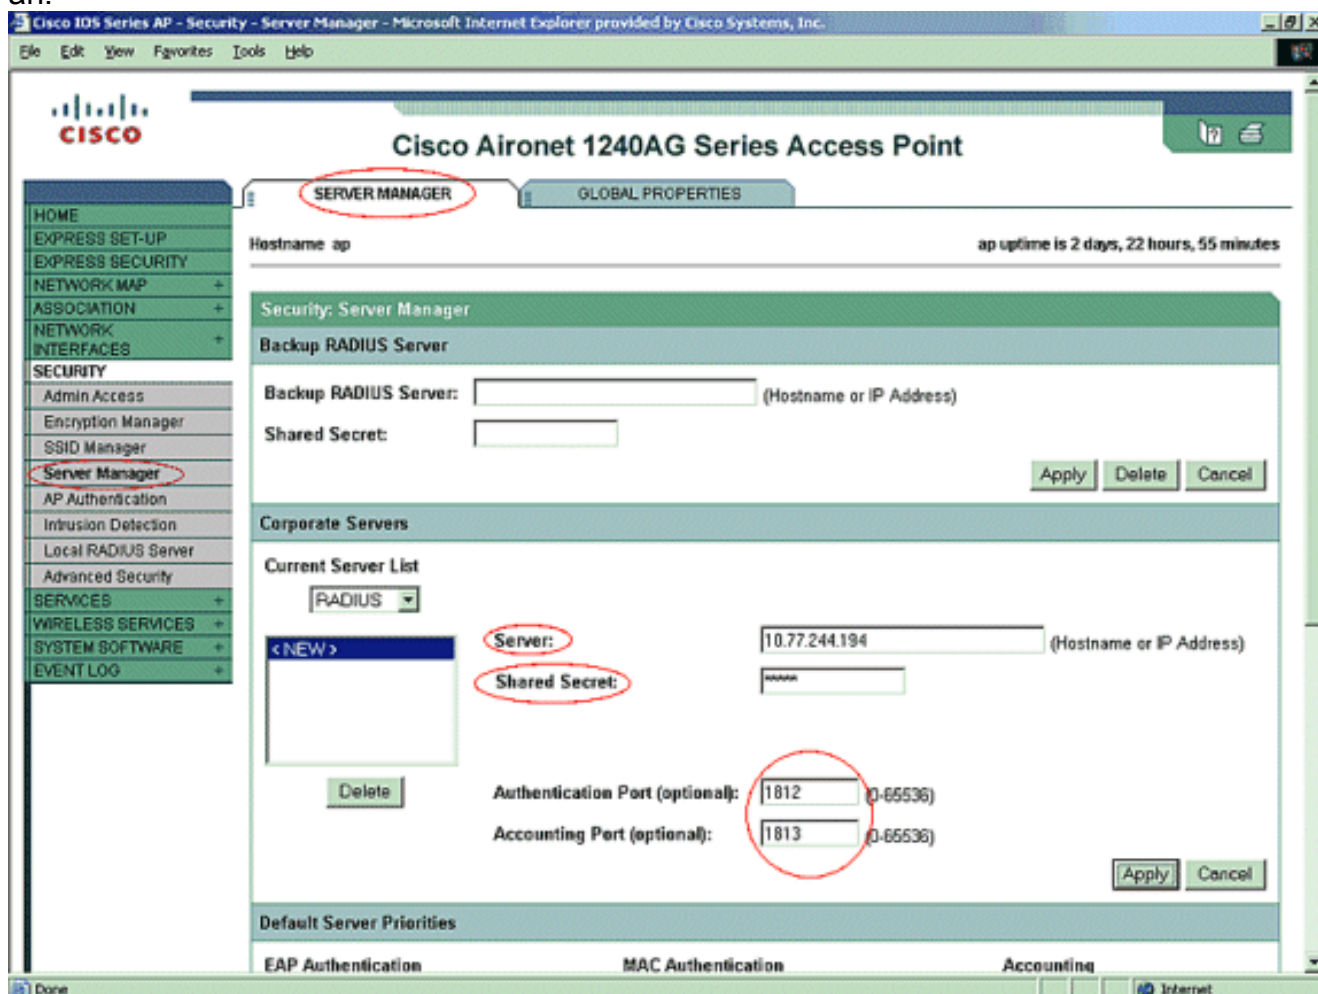 an.
Cisco IOS Series AP - Security - Server Manager - Microsoft Internet Explorer provided by Cisco Systems, Inc.
File Edit View Favorites Tools Help
CISCO
Cisco Aironet 1240AG Series Access Point
SERVER MANAGER
GLOBAL PROPERTIES
HOME
EXPRESS SET-UP
EXPRESS SECURITY
NETWORK MAP +
ASSOCIATION +
NETWORK INTERFACES +
SECURITY
Admin Access
Encryption Manager
SSID Manager
Server Manager
AP Authentication
Intrusion Detection
Local RADIUS Server
Advanced Security
SERVICES +
WIRELESS SERVICES +
SYSTEM SOFTWARE +
EVENT LOG +
Hostname ap
ap uptime is 2 days, 22 hours, 55 minutes
Security: Server Manager
Backup RADIUS Server
Backup RADIUS Server: (Hostname or IP Address)
Shared Secret:
Apply Delete Cancel
Corporate Servers
Current Server List
RADIUS
< NEW >
Delete
Server: 10.77.244.194 (Hostname or IP Address)
Shared Secret: *****
Authentication Port (optional): 1812 (0-65536)
Accounting Port (optional): 1813 (0-65536)
Apply Cancel
Default Server Priorities
EAP Authentication MAC Authentication Accounting
Done
Internet